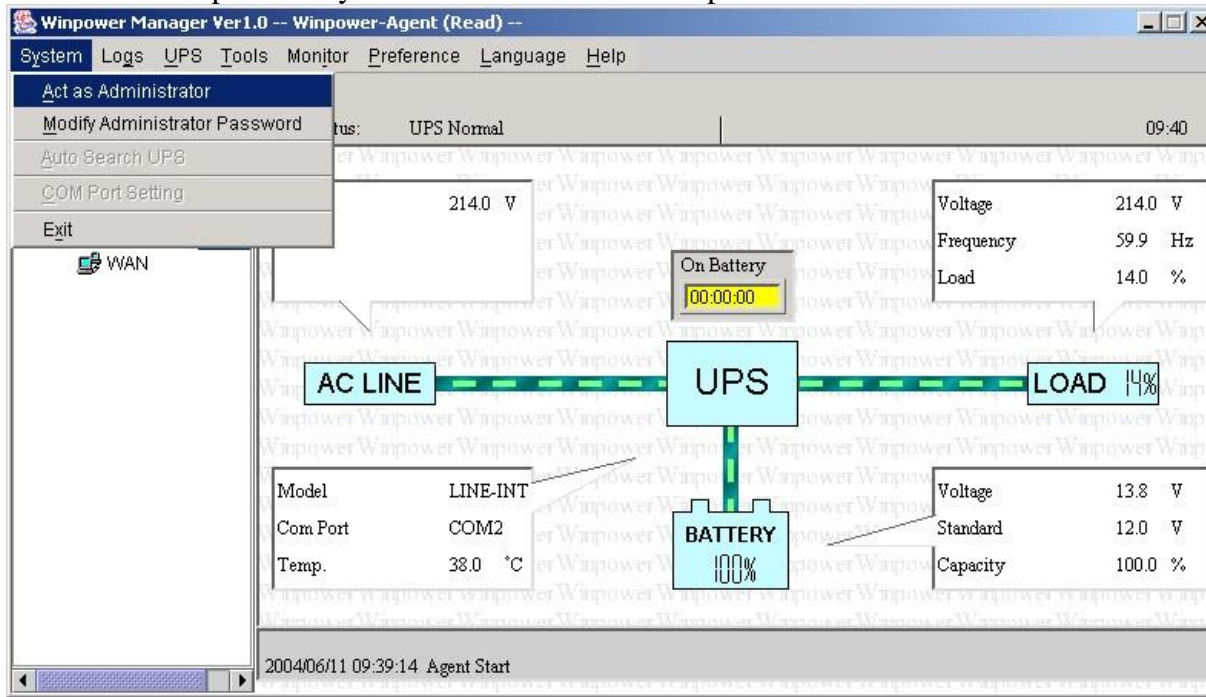 Winpower Manager Ver1.0 -- Winpower-Agent (Read) --
System Logs UPS Tools Monitor Preference Language Help
Act as Administrator
Modify Administrator Password
Auto Search UPS
COM Port Setting
Exit
WAN
tus: UPS Normal
09:40
214.0 V
Voltage 214.0 V
Frequency 59.9 Hz
Load 14.0 %
On Battery
00:00:00
AC LINE
UPS
LOAD 14%
Model LINE-INT
Com Port COM2
Temp. 38.0 °C
BATTERY
100%
Voltage 13.8 V
Standard 12.0 V
Capacity 100.0 %
2004/06/11 09:39:14 Agent Start